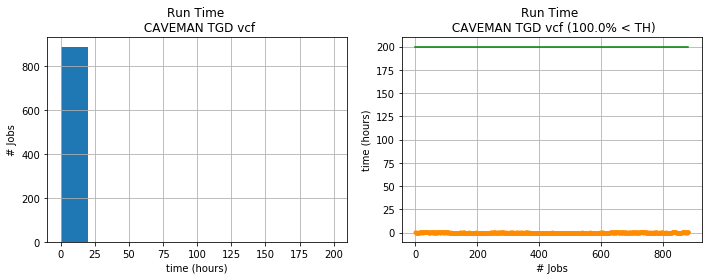 Run Time
CAVEMAN TGD vcf
# Jobs
800
600
400
200
0
0 25 50 75 100 125 150 175 200
time (hours)
Run Time
CAVEMAN TGD vcf (100.0% < TH)
time (hours)
200
175
150
125
100
75
50
25
0
0 200 400 600 800
# Jobs